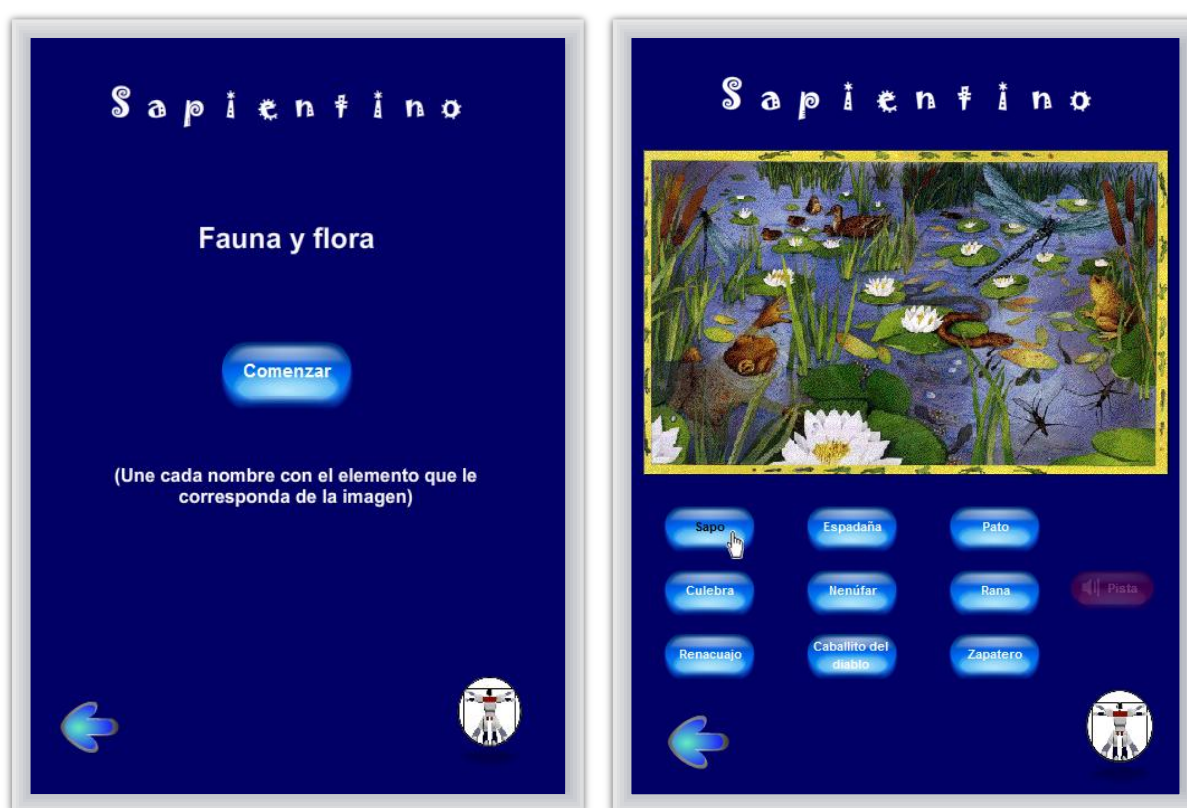 Sapientino
Fauna y flora
Comenzar
(Une cada nombre con el elemento que le
corresponda de la imagen)
Sapientino
Sapo
Espadaña
Pato
Culebra
Nenúfar
Rana
Pista
Renacuajo
Caballito del
diablo
Zapatero